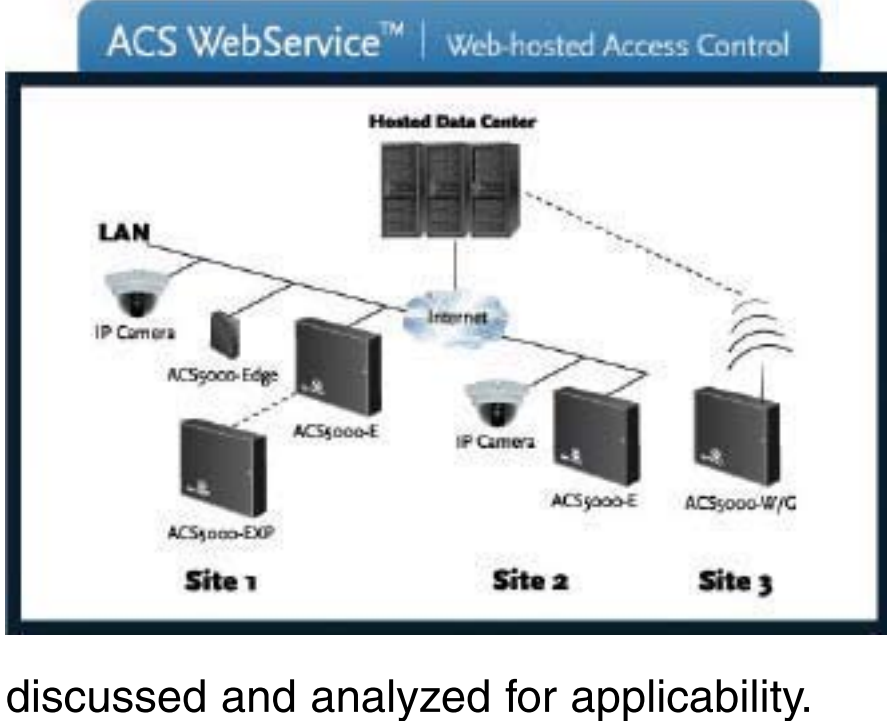 ACS WebService™ | Web-hosted Access Control
Hosted Data Center
LAN
IP Camera
ACS5000-Edge
ACS5000-E
ACS5000-EXP
Internet
IP Camera
ACS5000-E
ACS5000-W/G
Site 1
Site 2
Site 3
discussed and analyzed for applicability.